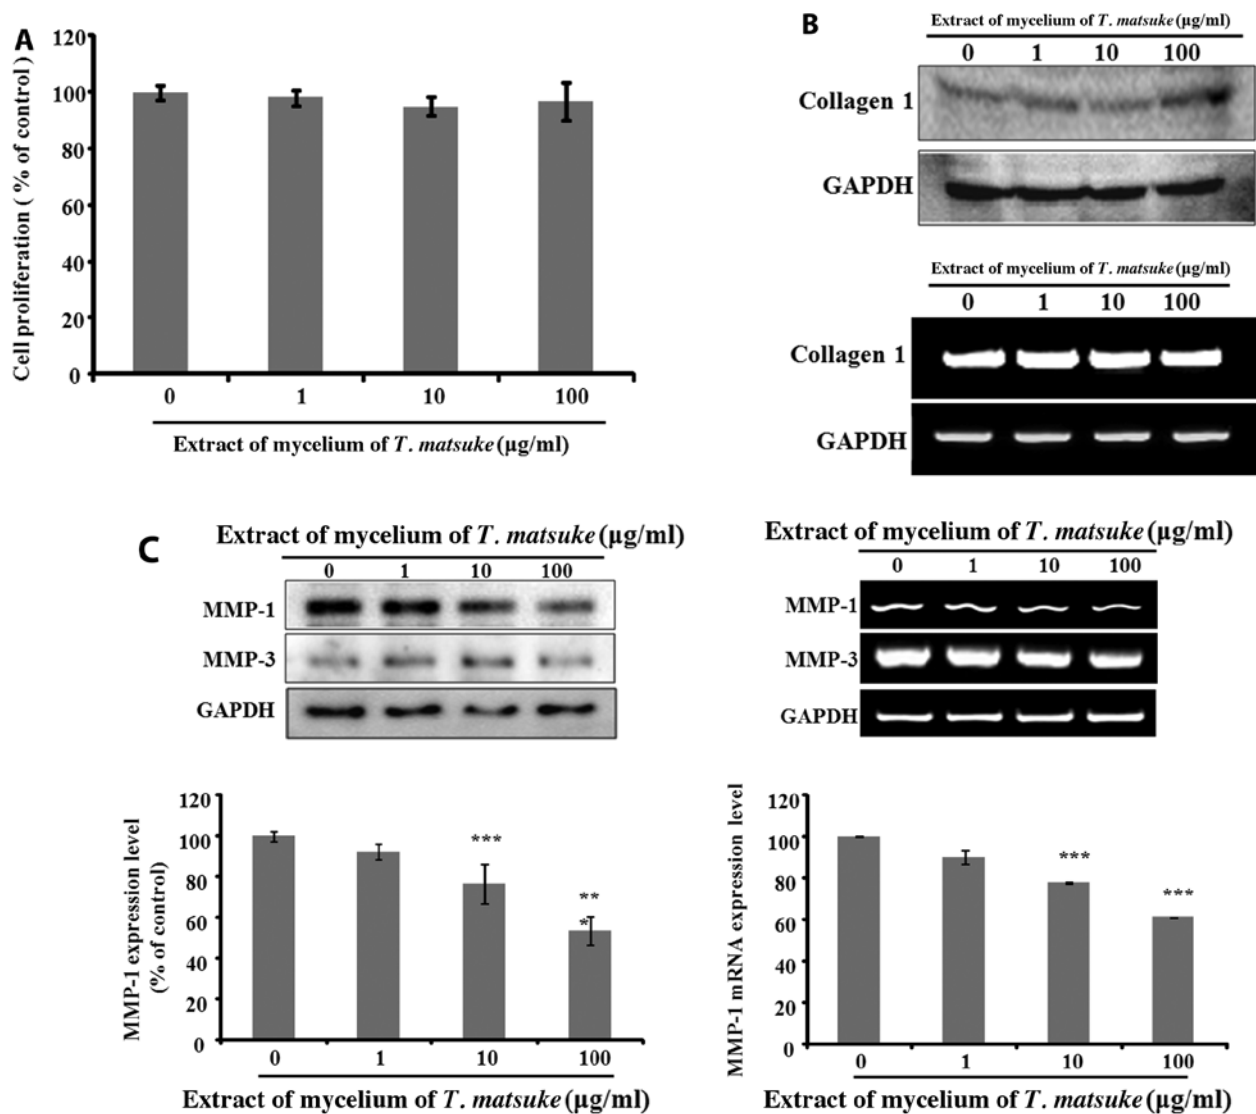 A
Cell proliferation ( % of control)
120
100
80
60
40
20
0
0 1 10 100
Extract of mycelium of T. matsuke (µg/ml)
B
Extract of mycelium of T. matsuke (µg/ml)
0 1 10 100
Collagen 1
GAPDH
Extract of mycelium of T. matsuke (µg/ml)
0 1 10 100
Collagen 1
GAPDH
C
Extract of mycelium of T. matsuke (µg/ml)
0 1 10 100
MMP-1
MMP-3
GAPDH
MMP-1 expression level
(% of control)
120
100
80
60
40
20
0
***
**
*
0 1 10 100
Extract of mycelium of T. matsuke (µg/ml)
Extract of mycelium of T. matsuke (µg/ml)
0 1 10 100
MMP-1
MMP-3
GAPDH
MMP-1 mRNA expression level
120
100
80
60
40
20
0
***
***
0 1 10 100
Extract of mycelium of T. matsuke (µg/ml)